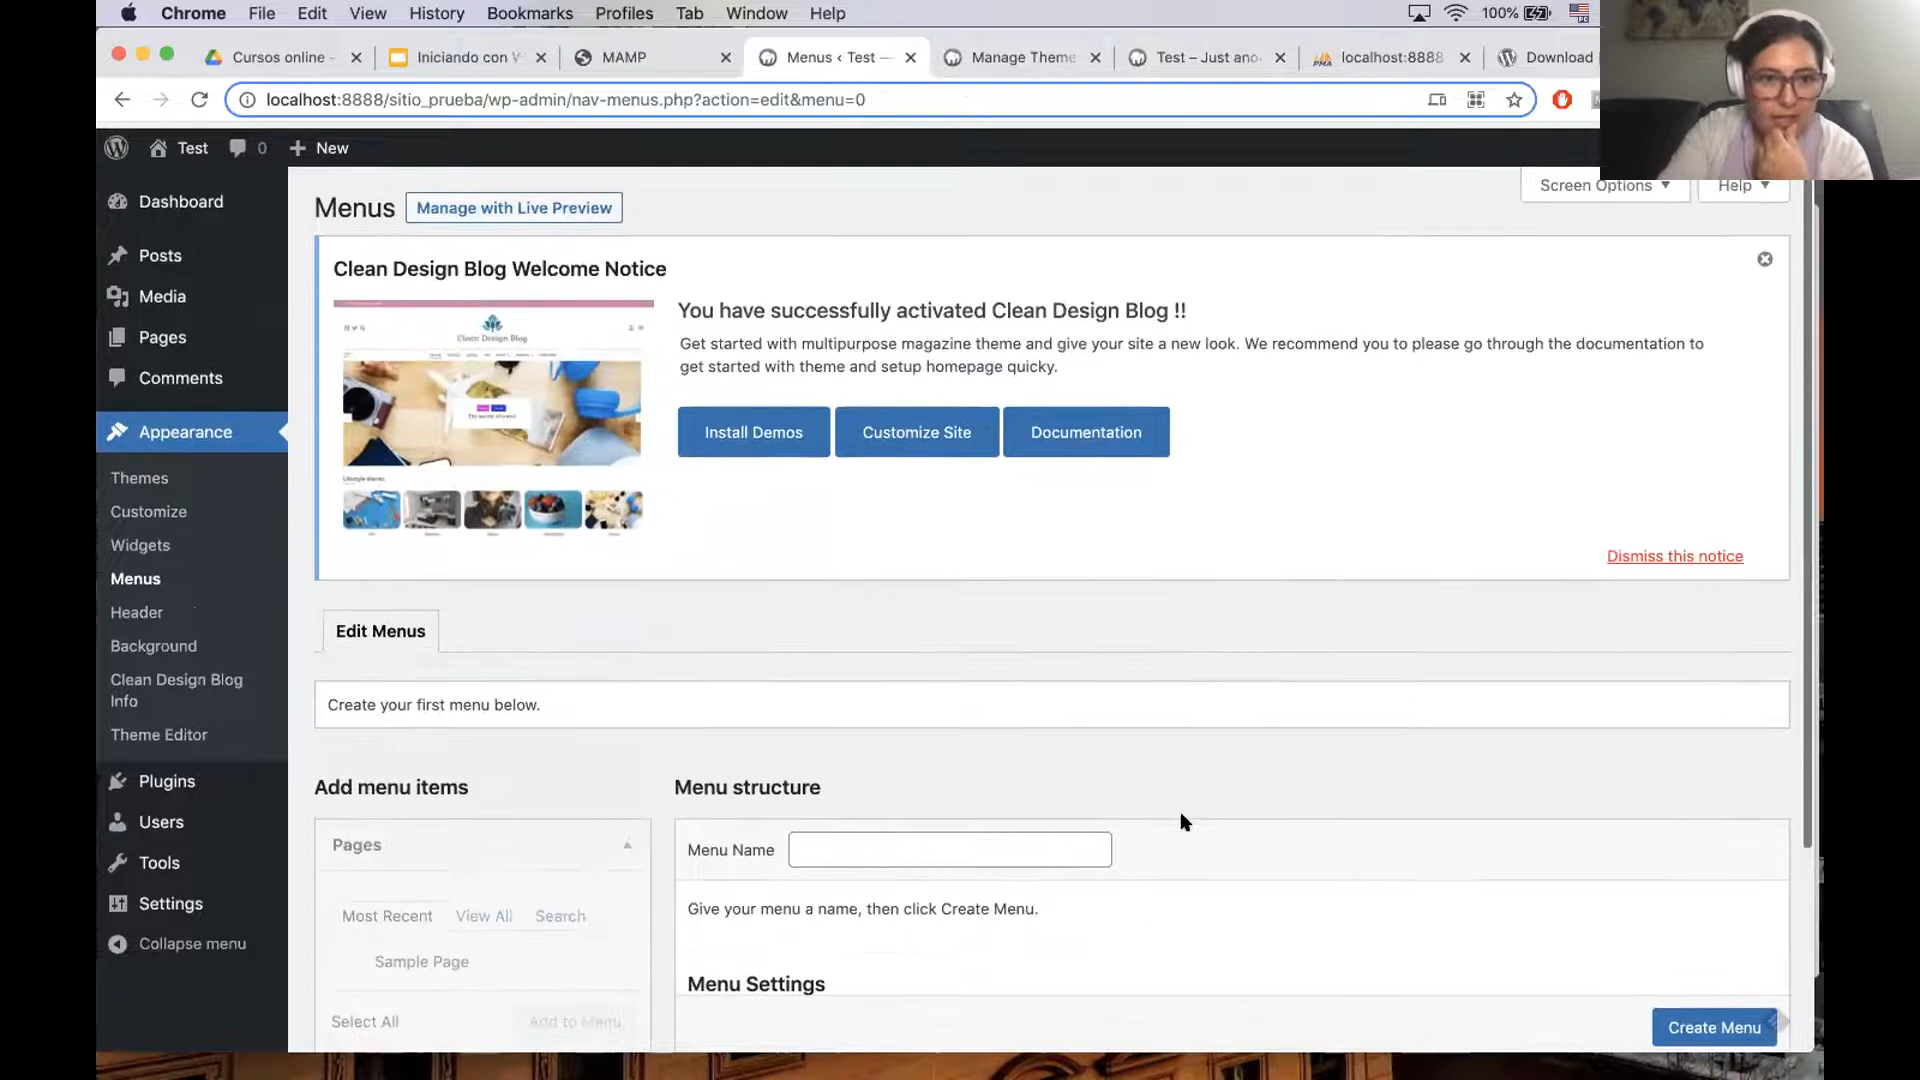 Chrome File Edit View History Bookmarks Profiles Tab Window Help 100%
Cursos online - Iniciando con MAMP Menus ‹ Test — Manage Theme Test – Just ano localhost:8888 Download
localhost:8888/sitio_prueba/wp-admin/nav-menus.php?action=edit&menu=0
Test 0 + New
Screen Options ▼ Help ▼
Dashboard
Posts
Media
Pages
Comments
Appearance
Themes
Customize
Widgets
Menus
Header
Background
Clean Design Blog
Info
Theme Editor
Plugins
Users
Tools
Settings
Collapse menu
Menus Manage with Live Preview
Clean Design Blog Welcome Notice
Clean Design Blog
You have successfully activated Clean Design Blog !!
Get started with multipurpose magazine theme and give your site a new look. We recommend you to please go through the documentation to
get started with theme and setup homepage quickly.
Install Demos Customize Site Documentation
Dismiss this notice
Edit Menus
Create your first menu below.
Add menu items
Pages
Most Recent View All Search
Sample Page
Select All Add to Menu
Menu structure
Menu Name
Give your menu a name, then click Create Menu.
Menu Settings
Create Menu